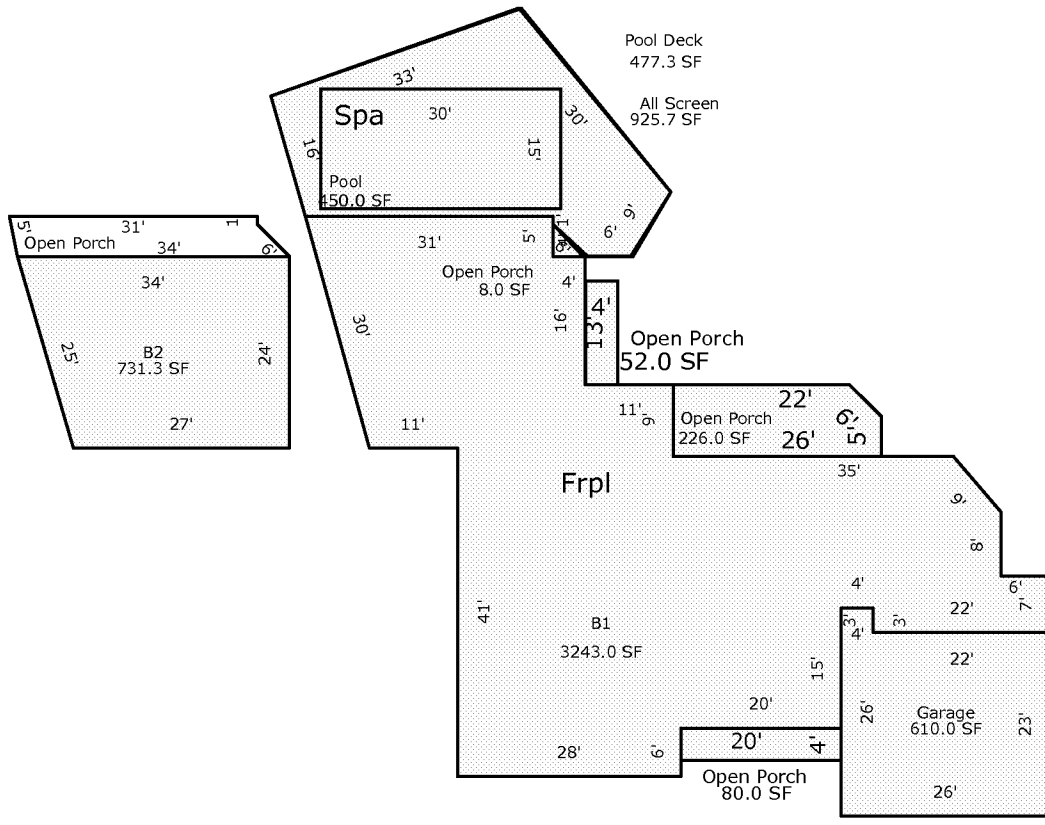 Pool Deck
477.3 SF
All Screen
925.7 SF
33'
30'
Spa
30'
16'
15'
Pool
450.0 SF
9'
6'
5'
31'
1'
Open Porch
34'
6'
31'
5'
1'
Open Porch
8.0 SF
4'
34'
B2
731.3 SF
25'
24'
27'
30'
16'
4'
13'
Open Porch
52.0 SF
11'
11'
9'
22'
Open Porch
226.0 SF
26'
6'
5'
35'
Frpl
9'
8'
6'
7'
4'
22'
3'
3'
4'
41'
B1
3243.0 SF
15'
22'
20'
26'
Garage
610.0 SF
23'
20'
4'
28'
6'
Open Porch
80.0 SF
26'